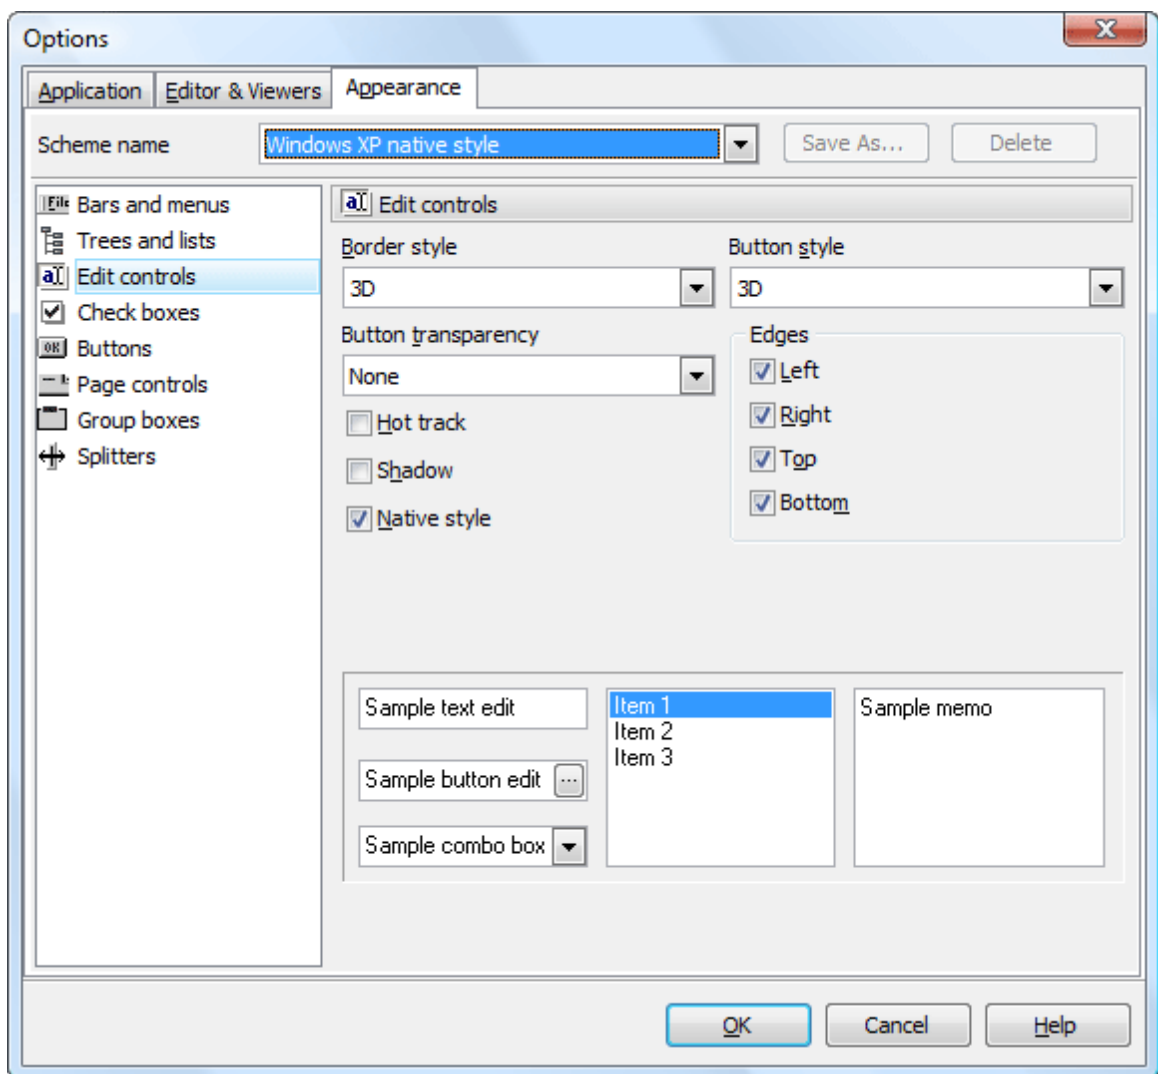 Options
Application Editor & Viewers Appearance
Scheme name Windows XP native style Save As... Delete
Bars and menus
Trees and lists
Edit controls
Check boxes
Buttons
Page controls
Group boxes
Splitters
Edit controls
Border style
3D
Button style
3D
Button transparency
None
Hot track
Shadow
Native style
Edges
Left
Right
Top
Bottom
Sample text edit
Sample button edit ...
Sample combo box
Item 1
Item 2
Item 3
Sample memo
OK Cancel Help